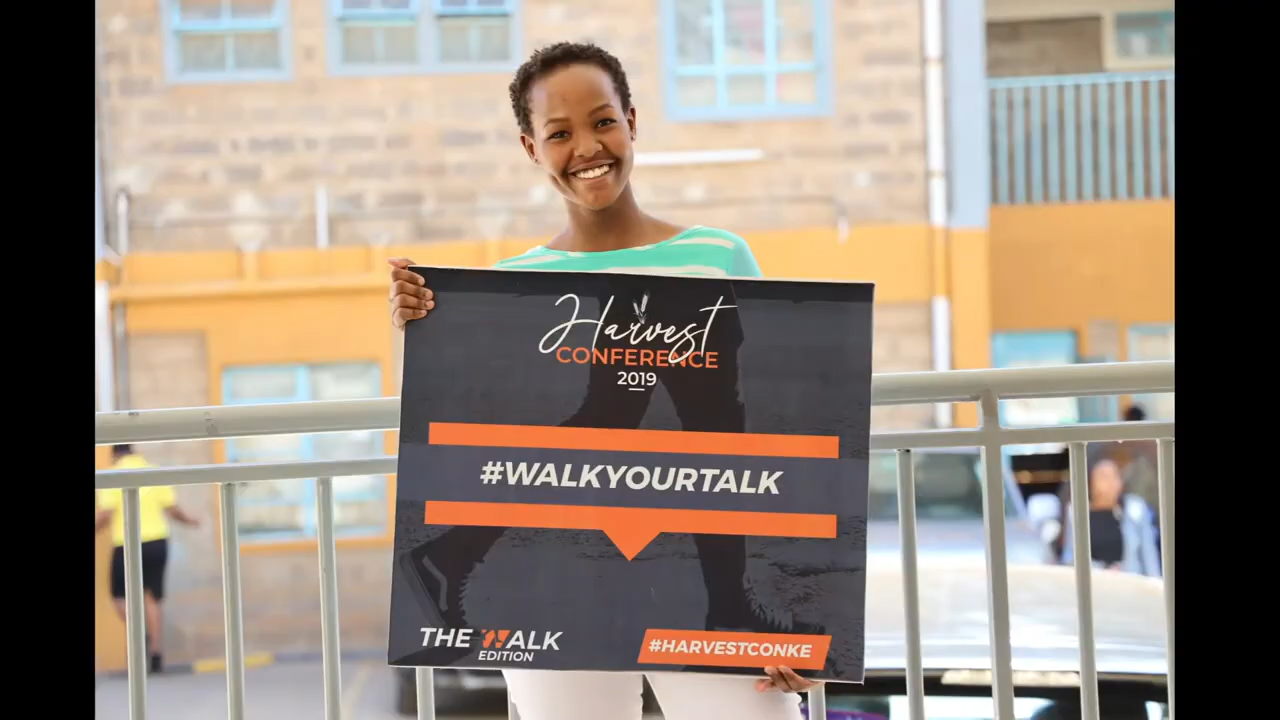 Harvest
CONFERENCE
2019
#WALKYOURTALK
THE WALK
EDITION
#HARVESTCONKE